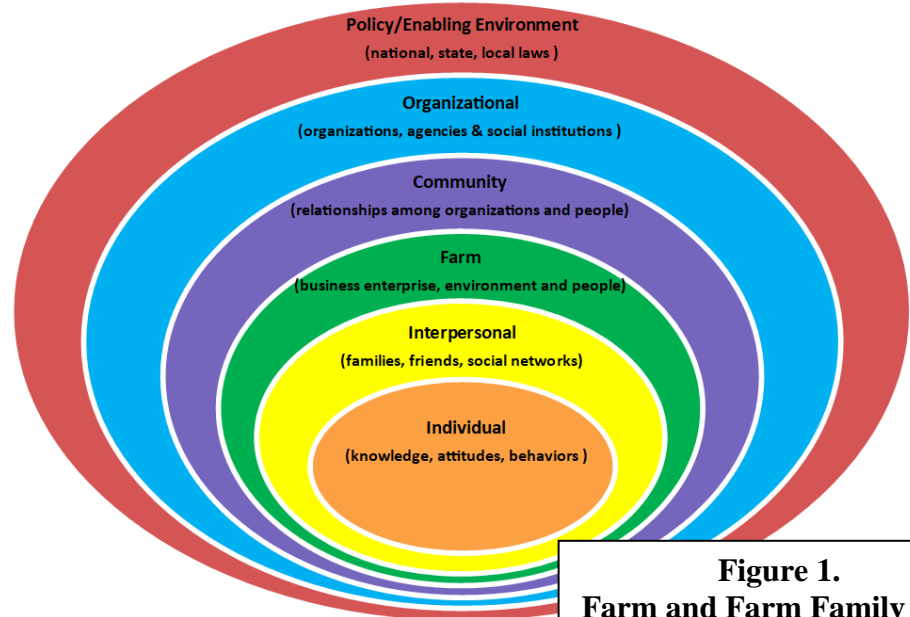 Policy/Enabling Environment
(national, state, local laws )
Organizational
(organizations, agencies & social institutions )
Community
(relationships among organizations and people)
Farm
(business enterprise, environment and people)
Interpersonal
(families, friends, social networks)
Individual
(knowledge, attitudes, behaviors )
Figure 1.
Farm and Farm Family